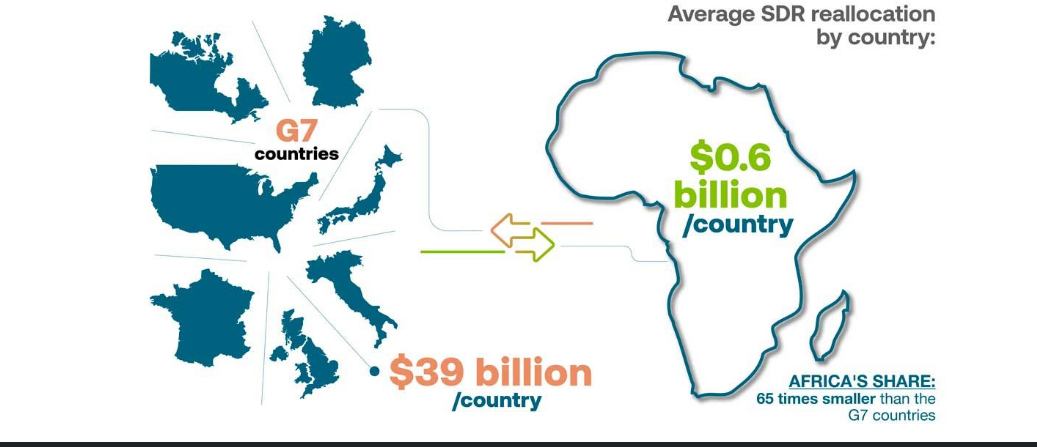 Average SDR reallocation
by country:
G7
countries
$39 billion
/country
$0.6
billion
/country
AFRICA'S SHARE:
65 times smaller than the
G7 countries